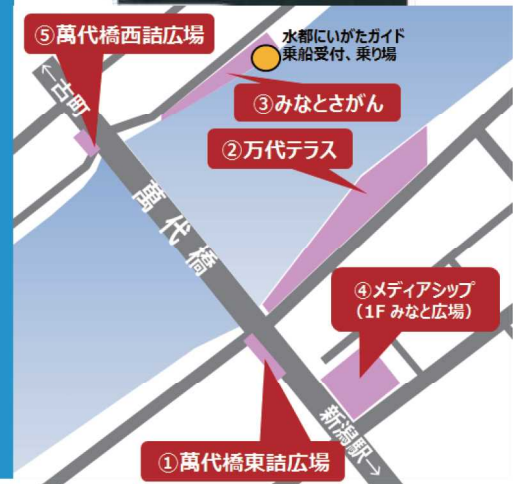 ⑤萬代橋西詰広場
水都にいがたガイド
乗船受付、乗り場
←古町
③みなとさがん
②万代テラス
萬代橋
④メディアシップ
（1F みなと広場）
新潟駅→
①萬代橋東詰広場